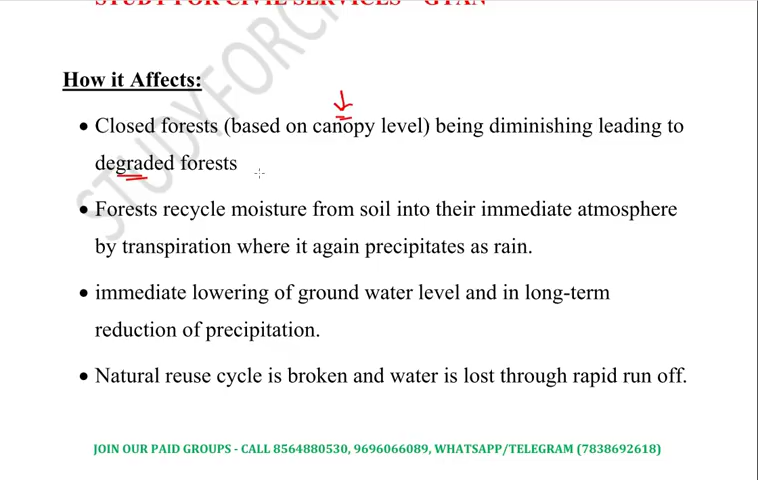 STUDY FOR CIVIL SERVICES – GYAN
How it Affects:
• Closed forests (based on canopy level) being diminishing leading to
degraded forests
• Forests recycle moisture from soil into their immediate atmosphere
by transpiration where it again precipitates as rain.
• immediate lowering of ground water level and in long-term
reduction of precipitation.
• Natural reuse cycle is broken and water is lost through rapid run off.
JOIN OUR PAID GROUPS - CALL 8564880530, 9696066089, WHATSAPP/TELEGRAM (7838692618)
STUDYFORC